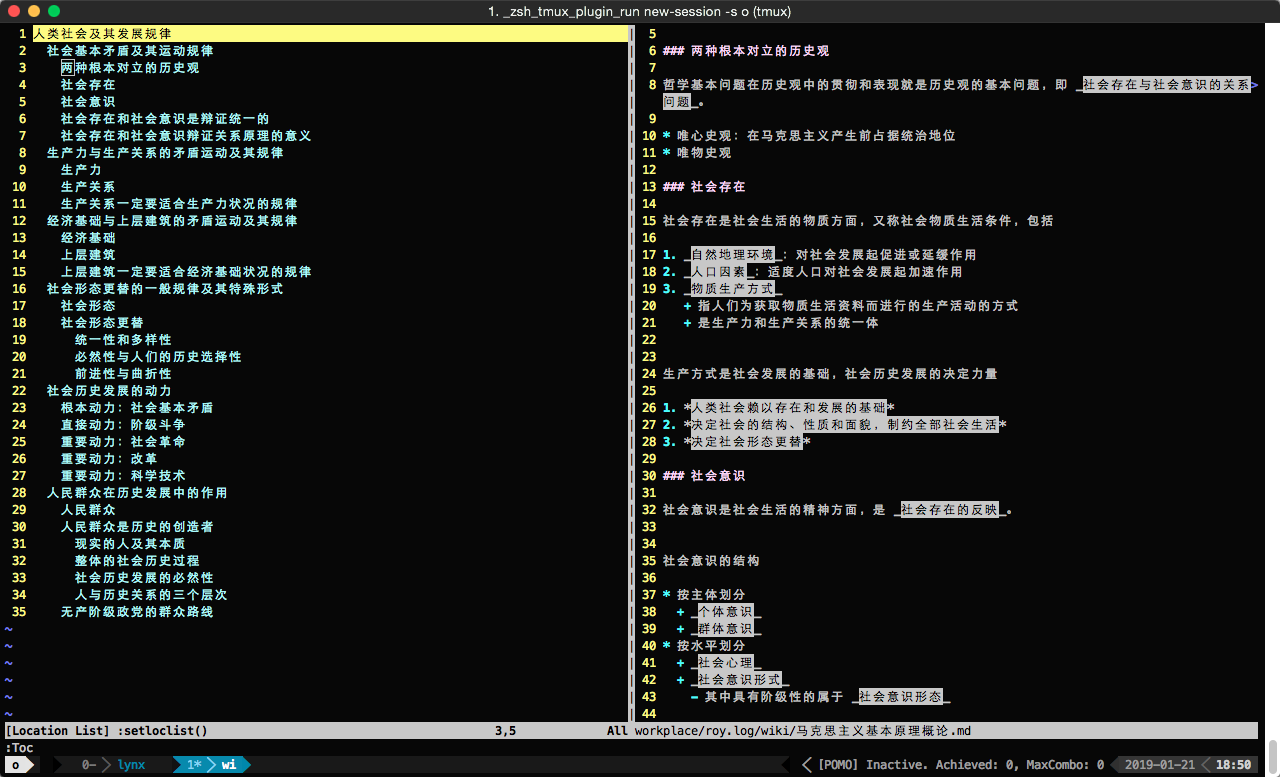 1. _zsh_tmux_plugin_run new-session -s o (tmux)
1 人类社会及其发展规律
2 社会基本矛盾及其运动规律
3 两种根本对立的历史观
4 社会存在
5 社会意识
6 社会存在和社会意识是辩证统一的
7 社会存在和社会意识辩证关系原理的意义
8 生产力与生产关系的矛盾运动及其规律
9 生产力
10 生产关系
11 生产关系一定要适合生产力状况的规律
12 经济基础与上层建筑的矛盾运动及其规律
13 经济基础
14 上层建筑
15 上层建筑一定要适合经济基础状况的规律
16 社会形态更替的一般规律及其特殊形式
17 社会形态
18 社会形态更替
19 统一性和多样性
20 必然性与人们的历史选择性
21 前进性与曲折性
22 社会历史发展的动力
23 根本动力: 社会基本矛盾
24 直接动力: 阶级斗争
25 重要动力: 社会革命
26 重要动力: 改革
27 重要动力: 科学技术
28 人民群众在历史发展中的作用
29 人民群众
30 人民群众是历史的创造者
31 现实的人及其本质
32 整体的社会历史过程
33 社会历史发展的必然性
34 人与历史关系的三个层次
35 无产阶级政党的群众路线
~
~
~
~
~
~
5
6 ### 两种根本对立的历史观
7
8 哲学基本问题在历史观中的贯彻和表现就是历史观的基本问题，即 _社会存在与社会意识的关系>
问题_。
9
10 * 唯心史观: 在马克思主义产生前占据统治地位
11 * 唯物史观
12
13 ### 社会存在
14
15 社会存在是社会生活的物质方面，又称社会物质生活条件，包括
16
17 1. _自然地理环境_: 对社会发展起促进或延缓作用
18 2. _人口因素_: 适度人口对社会发展起加速作用
19 3. _物质生产方式_
20 + 指人们为获取物质生活资料而进行的生产活动的方式
21 + 是生产力和生产关系的统一体
22
23
24 生产方式是社会发展的基础，社会历史发展的决定力量
25
26 1. *人类社会赖以存在和发展的基础*
27 2. *决定社会的结构、性质和面貌，制约全部社会生活*
28 3. *决定社会形态更替*
29
30 ### 社会意识
31
32 社会意识是社会生活的精神方面，是 _社会存在的反映_。
33
34
35 社会意识的结构
36
37 * 按主体划分
38 + _个体意识_
39 + _群体意识_
40 * 按水平划分
41 + _社会心理_
42 + _社会意识形式_
43 - 其中具有阶级性的属于 _社会意识形态_
44
[Location List] :setloclist() 3,5 All workplace/roy.log/wiki/马克思主义基本原理概论.md
:Toc
o 0- lynx 1* wi [POMO] Inactive. Achieved: 0, MaxCombo: 0 2019-01-21 18:50